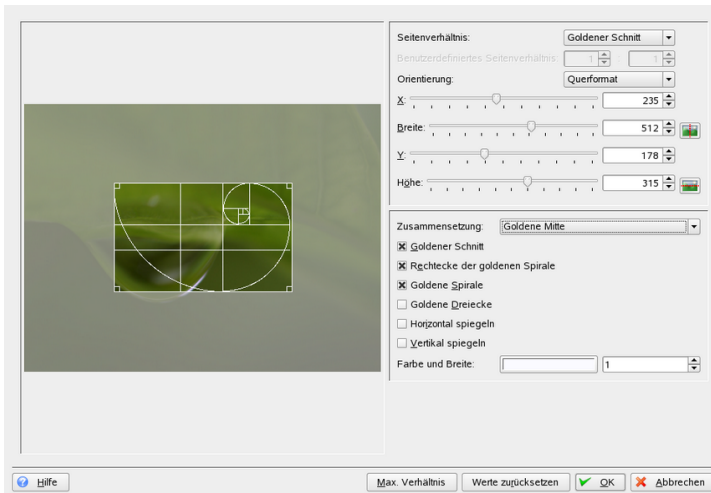 Seitenverhältnis: Goldener Schnitt
Benutzerdefiniertes Seitenverhältnis: 1 : 1
Orientierung: Querformat
X: 235
Breite: 512
Y: 178
Höhe: 315
Zusammensetzung: Goldene Mitte
Goldener Schnitt
Rechtecke der goldenen Spirale
Goldene Spirale
Goldene Dreiecke
Horizontal spiegeln
Vertikal spiegeln
Farbe und Breite: 1
Hilfe Max. Verhältnis Werte zurücksetzen OK Abbrechen